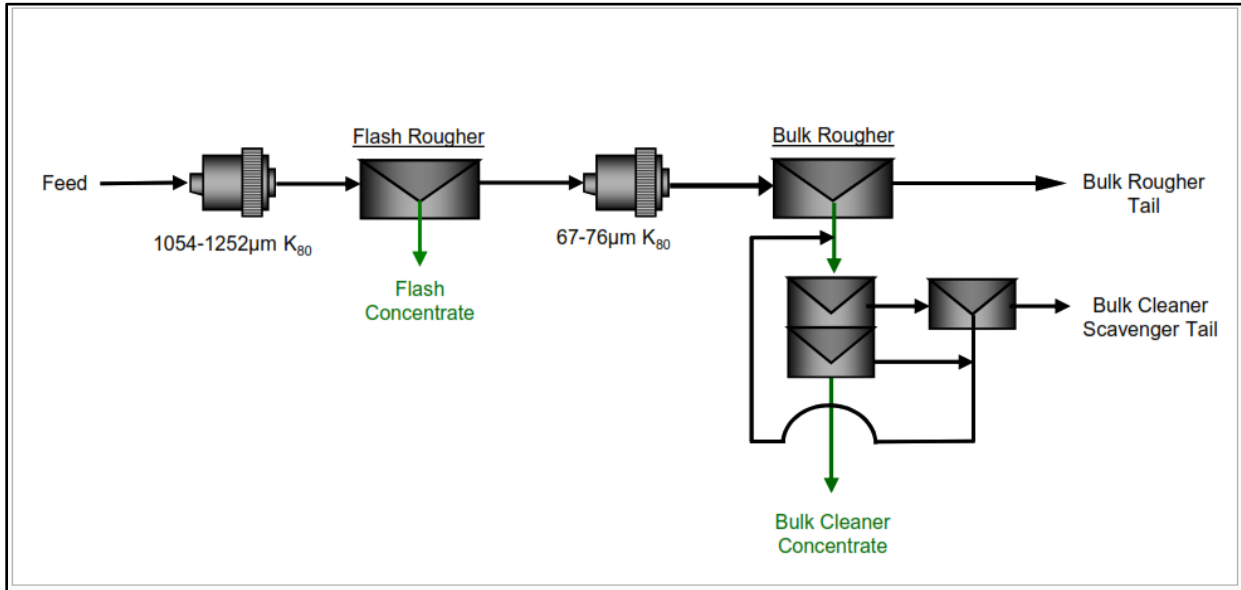 Feed
1054-1252µm K80
Flash Rougher
Flash
Concentrate
67-76µm K80
Bulk Rougher
Bulk Rougher
Tail
Bulk Cleaner
Scavenger Tail
Bulk Cleaner
Concentrate